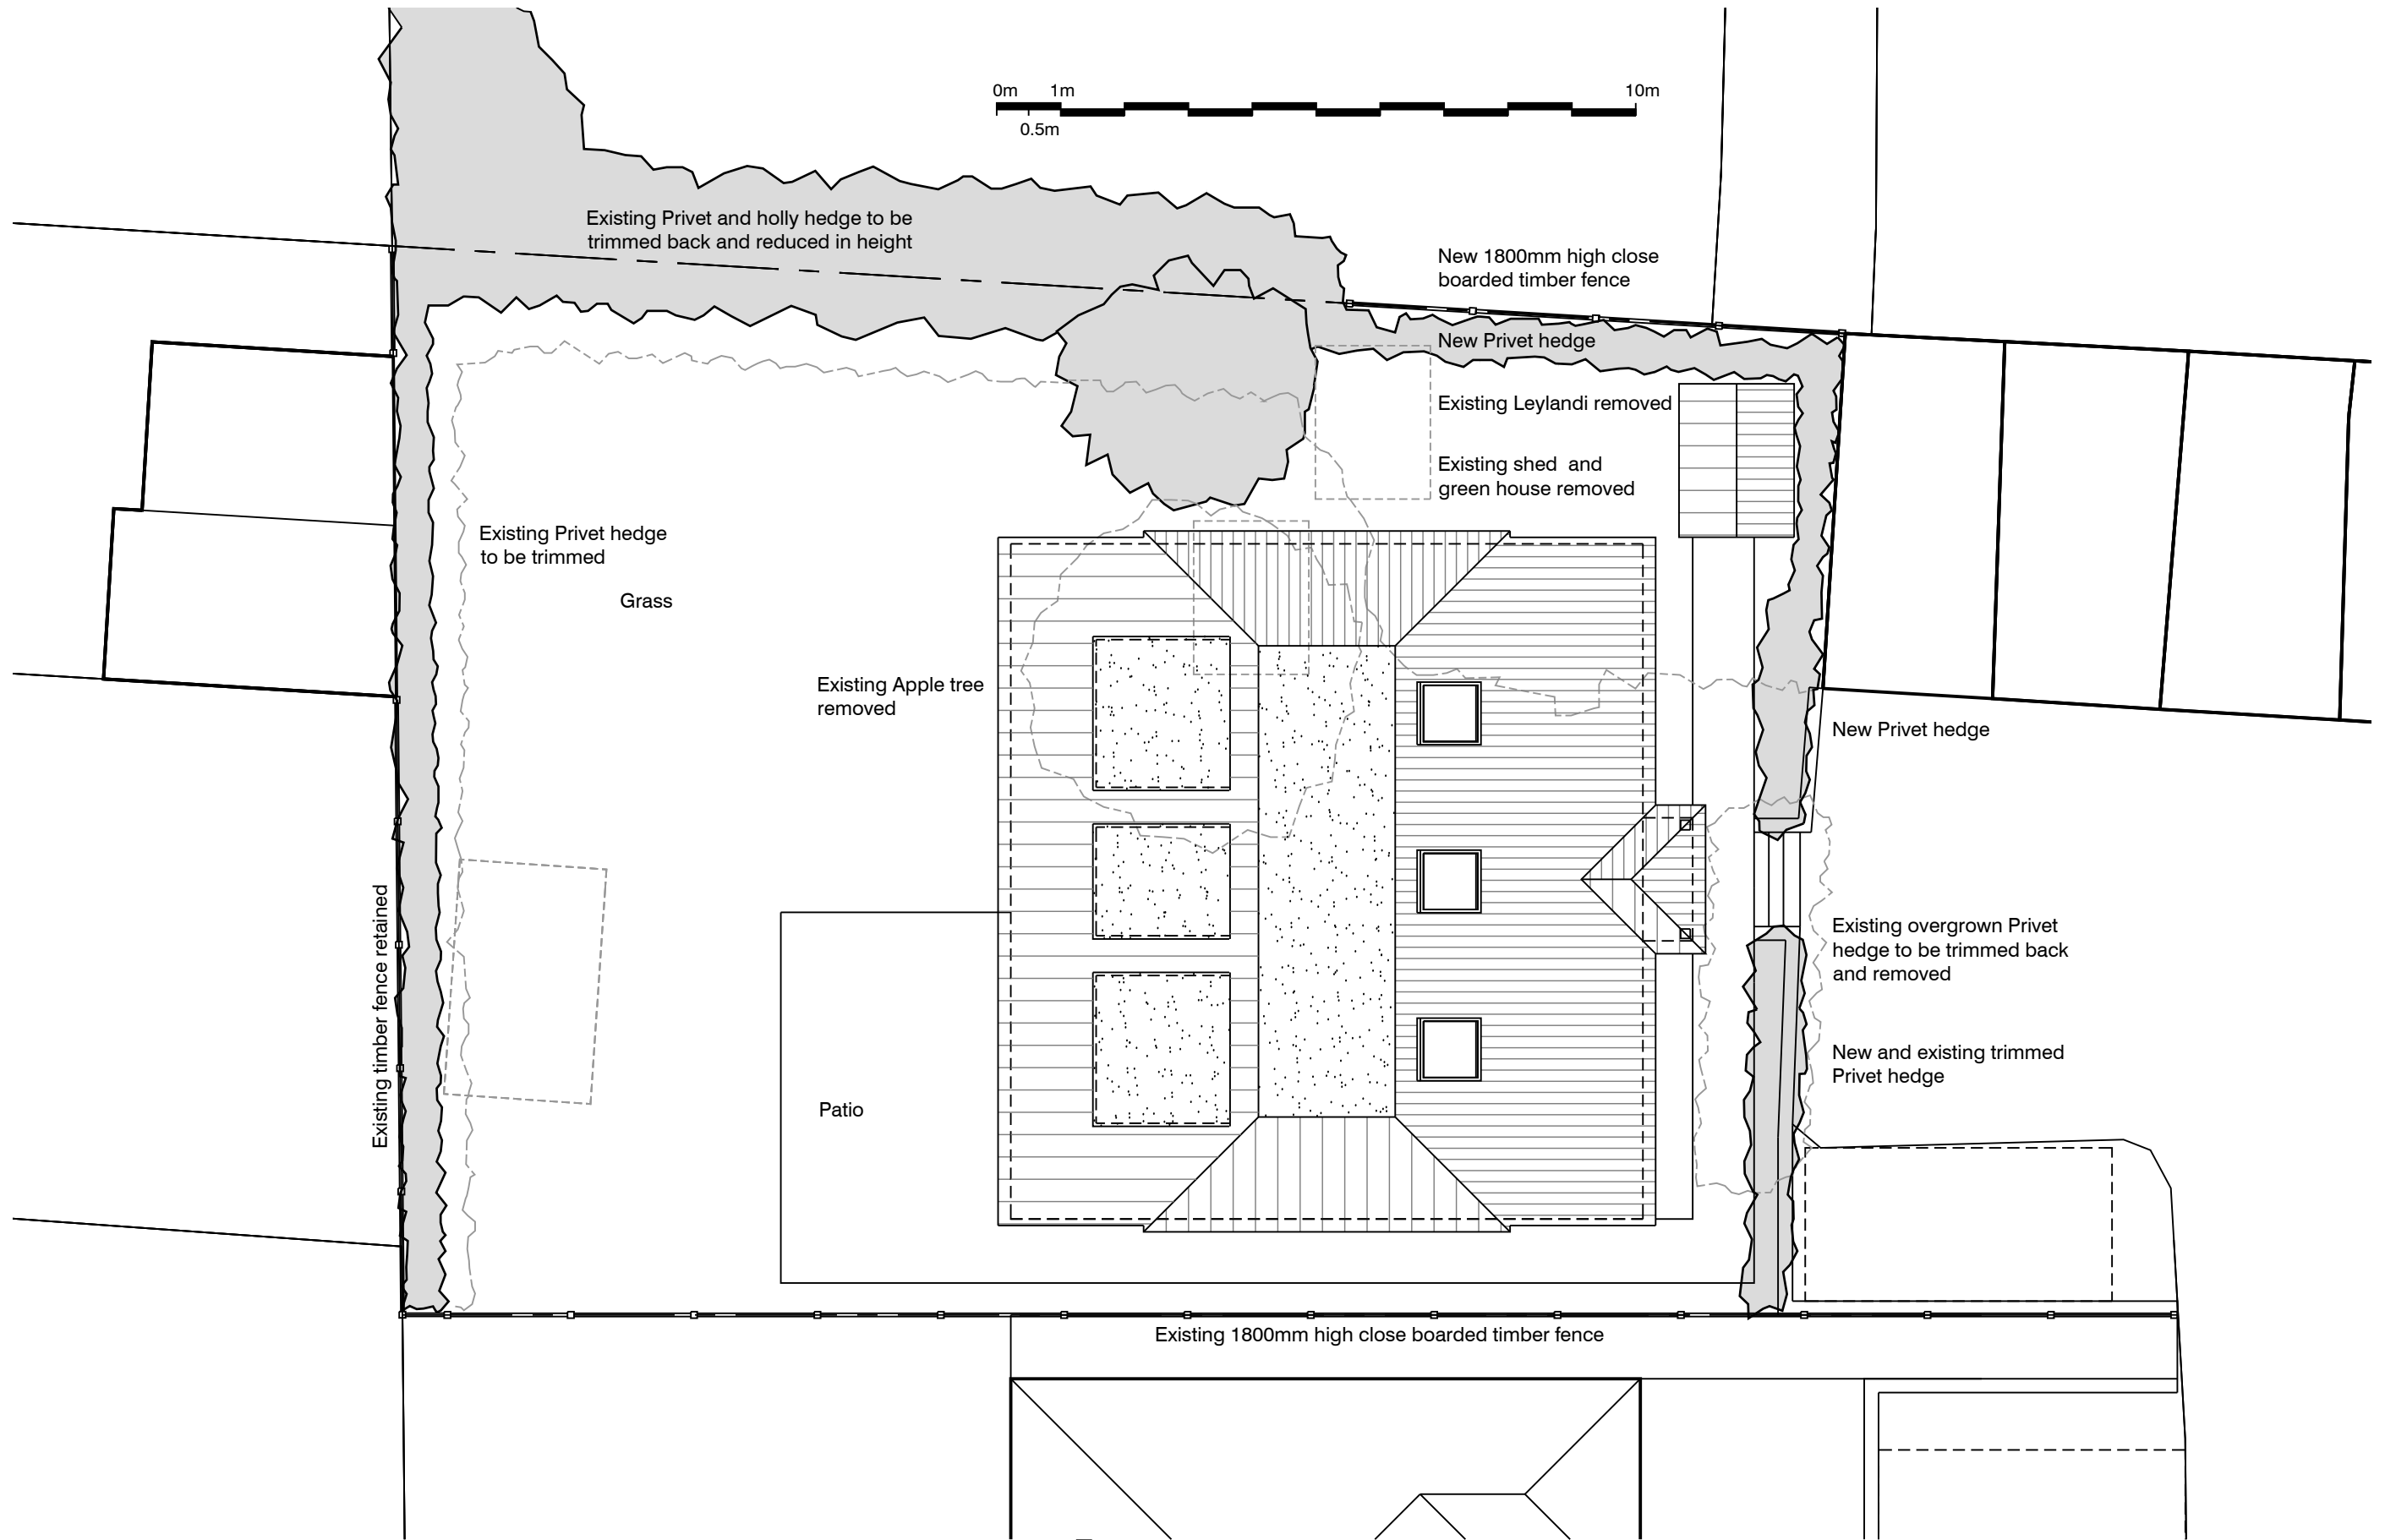 0m 1m 10m
0.5m
Existing Privet and holly hedge to be
trimmed back and reduced in height
New 1800mm high close
boarded timber fence
New Privet hedge
Existing Leylandi removed
Existing shed and
green house removed
Existing Privet hedge
to be trimmed
Grass
Existing Apple tree
removed
New Privet hedge
Existing timber fence retained
Existing overgrown Privet
hedge to be trimmed back
and removed
New and existing trimmed
Privet hedge
Patio
Existing 1800mm high close boarded timber fence